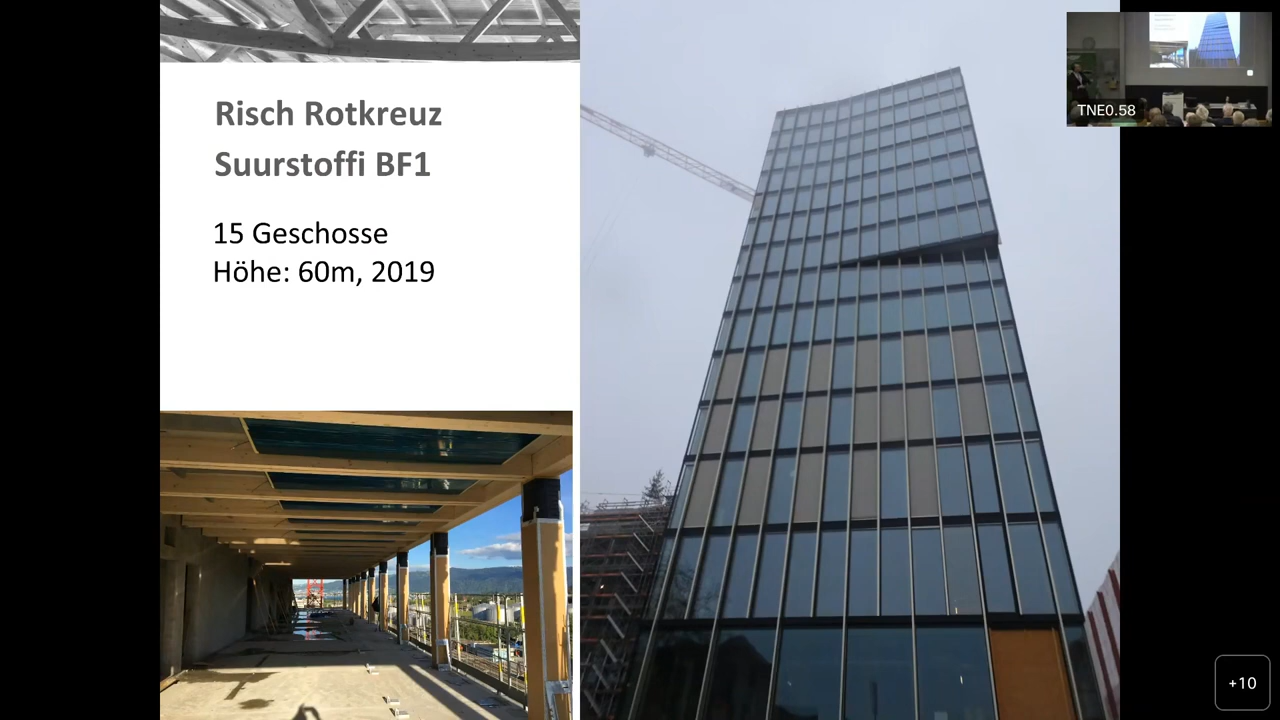 Risch Rotkreuz
Suurstoffi BF1
15 Geschosse
Höhe: 60m, 2019
TNE0.58
+10